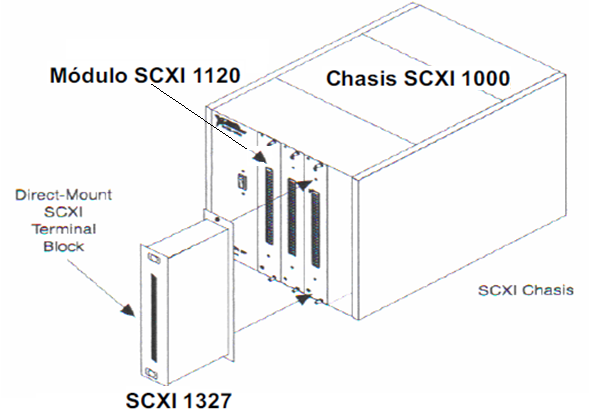 Módulo SCXI 1120
Chasis SCXI 1000
Direct-Mount
SCXI
Terminal
Block
SCXI Chasis
SCXI 1327